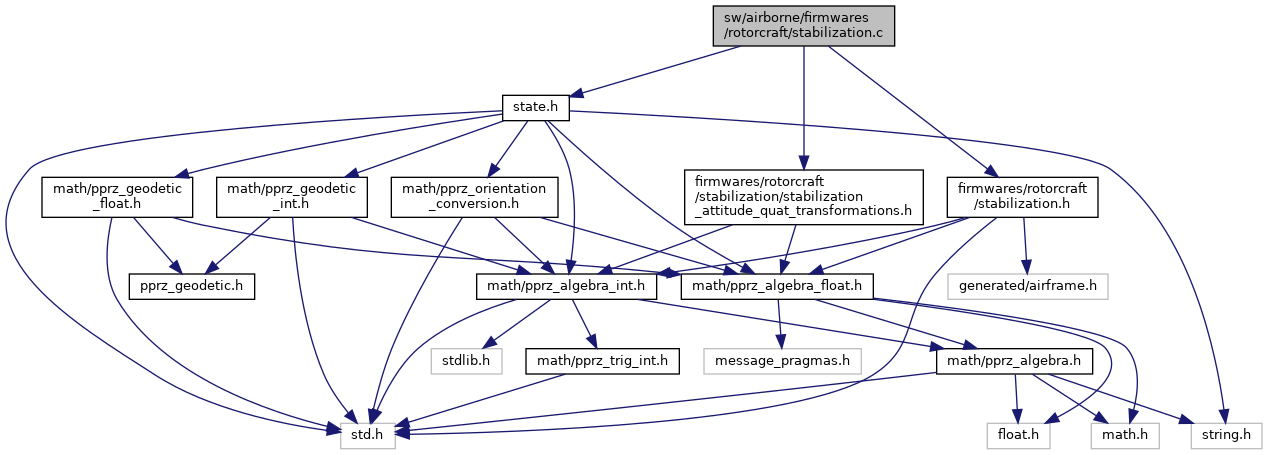 sw/airborne/firmwares
/rotorcraft/stabilization.c
state.h
math/pprz_geodetic
_float.h
math/pprz_geodetic
_int.h
math/pprz_orientation
_conversion.h
firmwares/rotorcraft
/stabilization/stabilization
_attitude_quat_transformations.h
firmwares/rotorcraft
/stabilization.h
pprz_geodetic.h
math/pprz_algebra_int.h
math/pprz_algebra_float.h
generated/airframe.h
stdlib.h
math/pprz_trig_int.h
message_pragmas.h
math/pprz_algebra.h
std.h
float.h
math.h
string.h